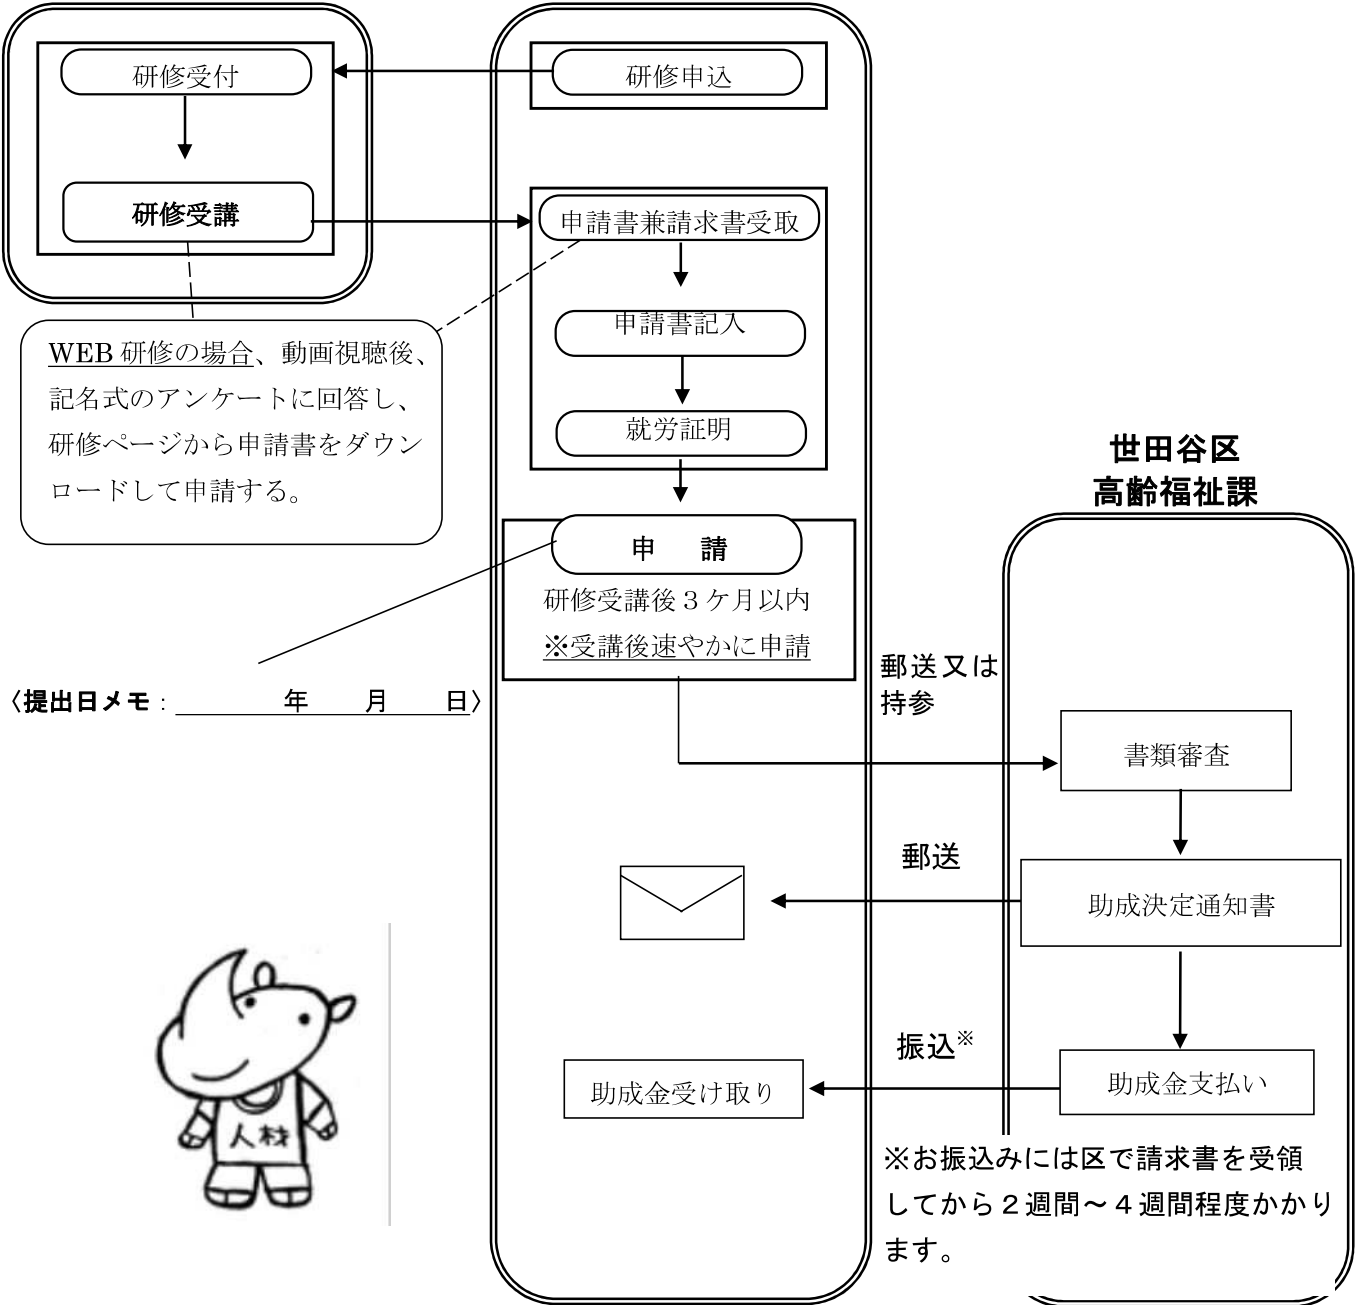 研修受付
研修申込
研修受講
申請書兼請求書受取
申請書記入
就労証明
WEB 研修の場合、動画視聴後、
記名式のアンケートに回答し、
研修ページから申請書をダウン
ロードして申請する。
世田谷区
高齢福祉課
申　請
研修受講後３ケ月以内
※受講後速やかに申請
〈提出日メモ：　　　　年　　月　　日〉
郵送又は
持参
書類審査
郵送
助成決定通知書
振込※
助成金支払い
助成金受け取り
人材
※お振込みには区で請求書を受領
してから２週間～４週間程度かかり
ます。